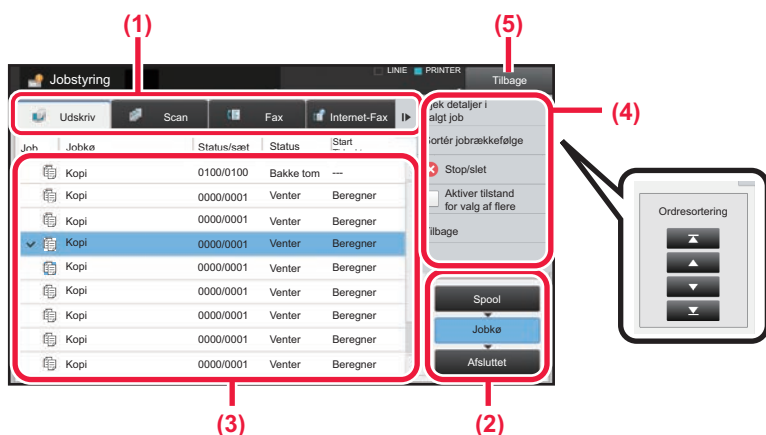 (1)
(5)
Jobstyring
LINIE
PRINTER
Tilbage
Udskriv
Scan
Fax
Internet-Fax
detaljer i
valgt job
(4)
Job
Jobkø
Status/sæt
Status
Start
Sortér jobrækkefølge
Kopi 0100/0100 Bakke tom ---
Stop/slet
Kopi 0000/0001 Venter Beregner
Aktiver tilstand
for valg af flere
Kopi 0000/0001 Venter Beregner
Tilbage
Kopi 0000/0001 Venter Beregner
Kopi 0000/0001 Venter Beregner
Kopi 0000/0001 Venter Beregner
Kopi 0000/0001 Venter Beregner
Kopi 0000/0001 Venter Beregner
Kopi 0000/0001 Venter Beregner
Spool
Jobkø
Afsluttet
Ordresortering
(3)
(2)